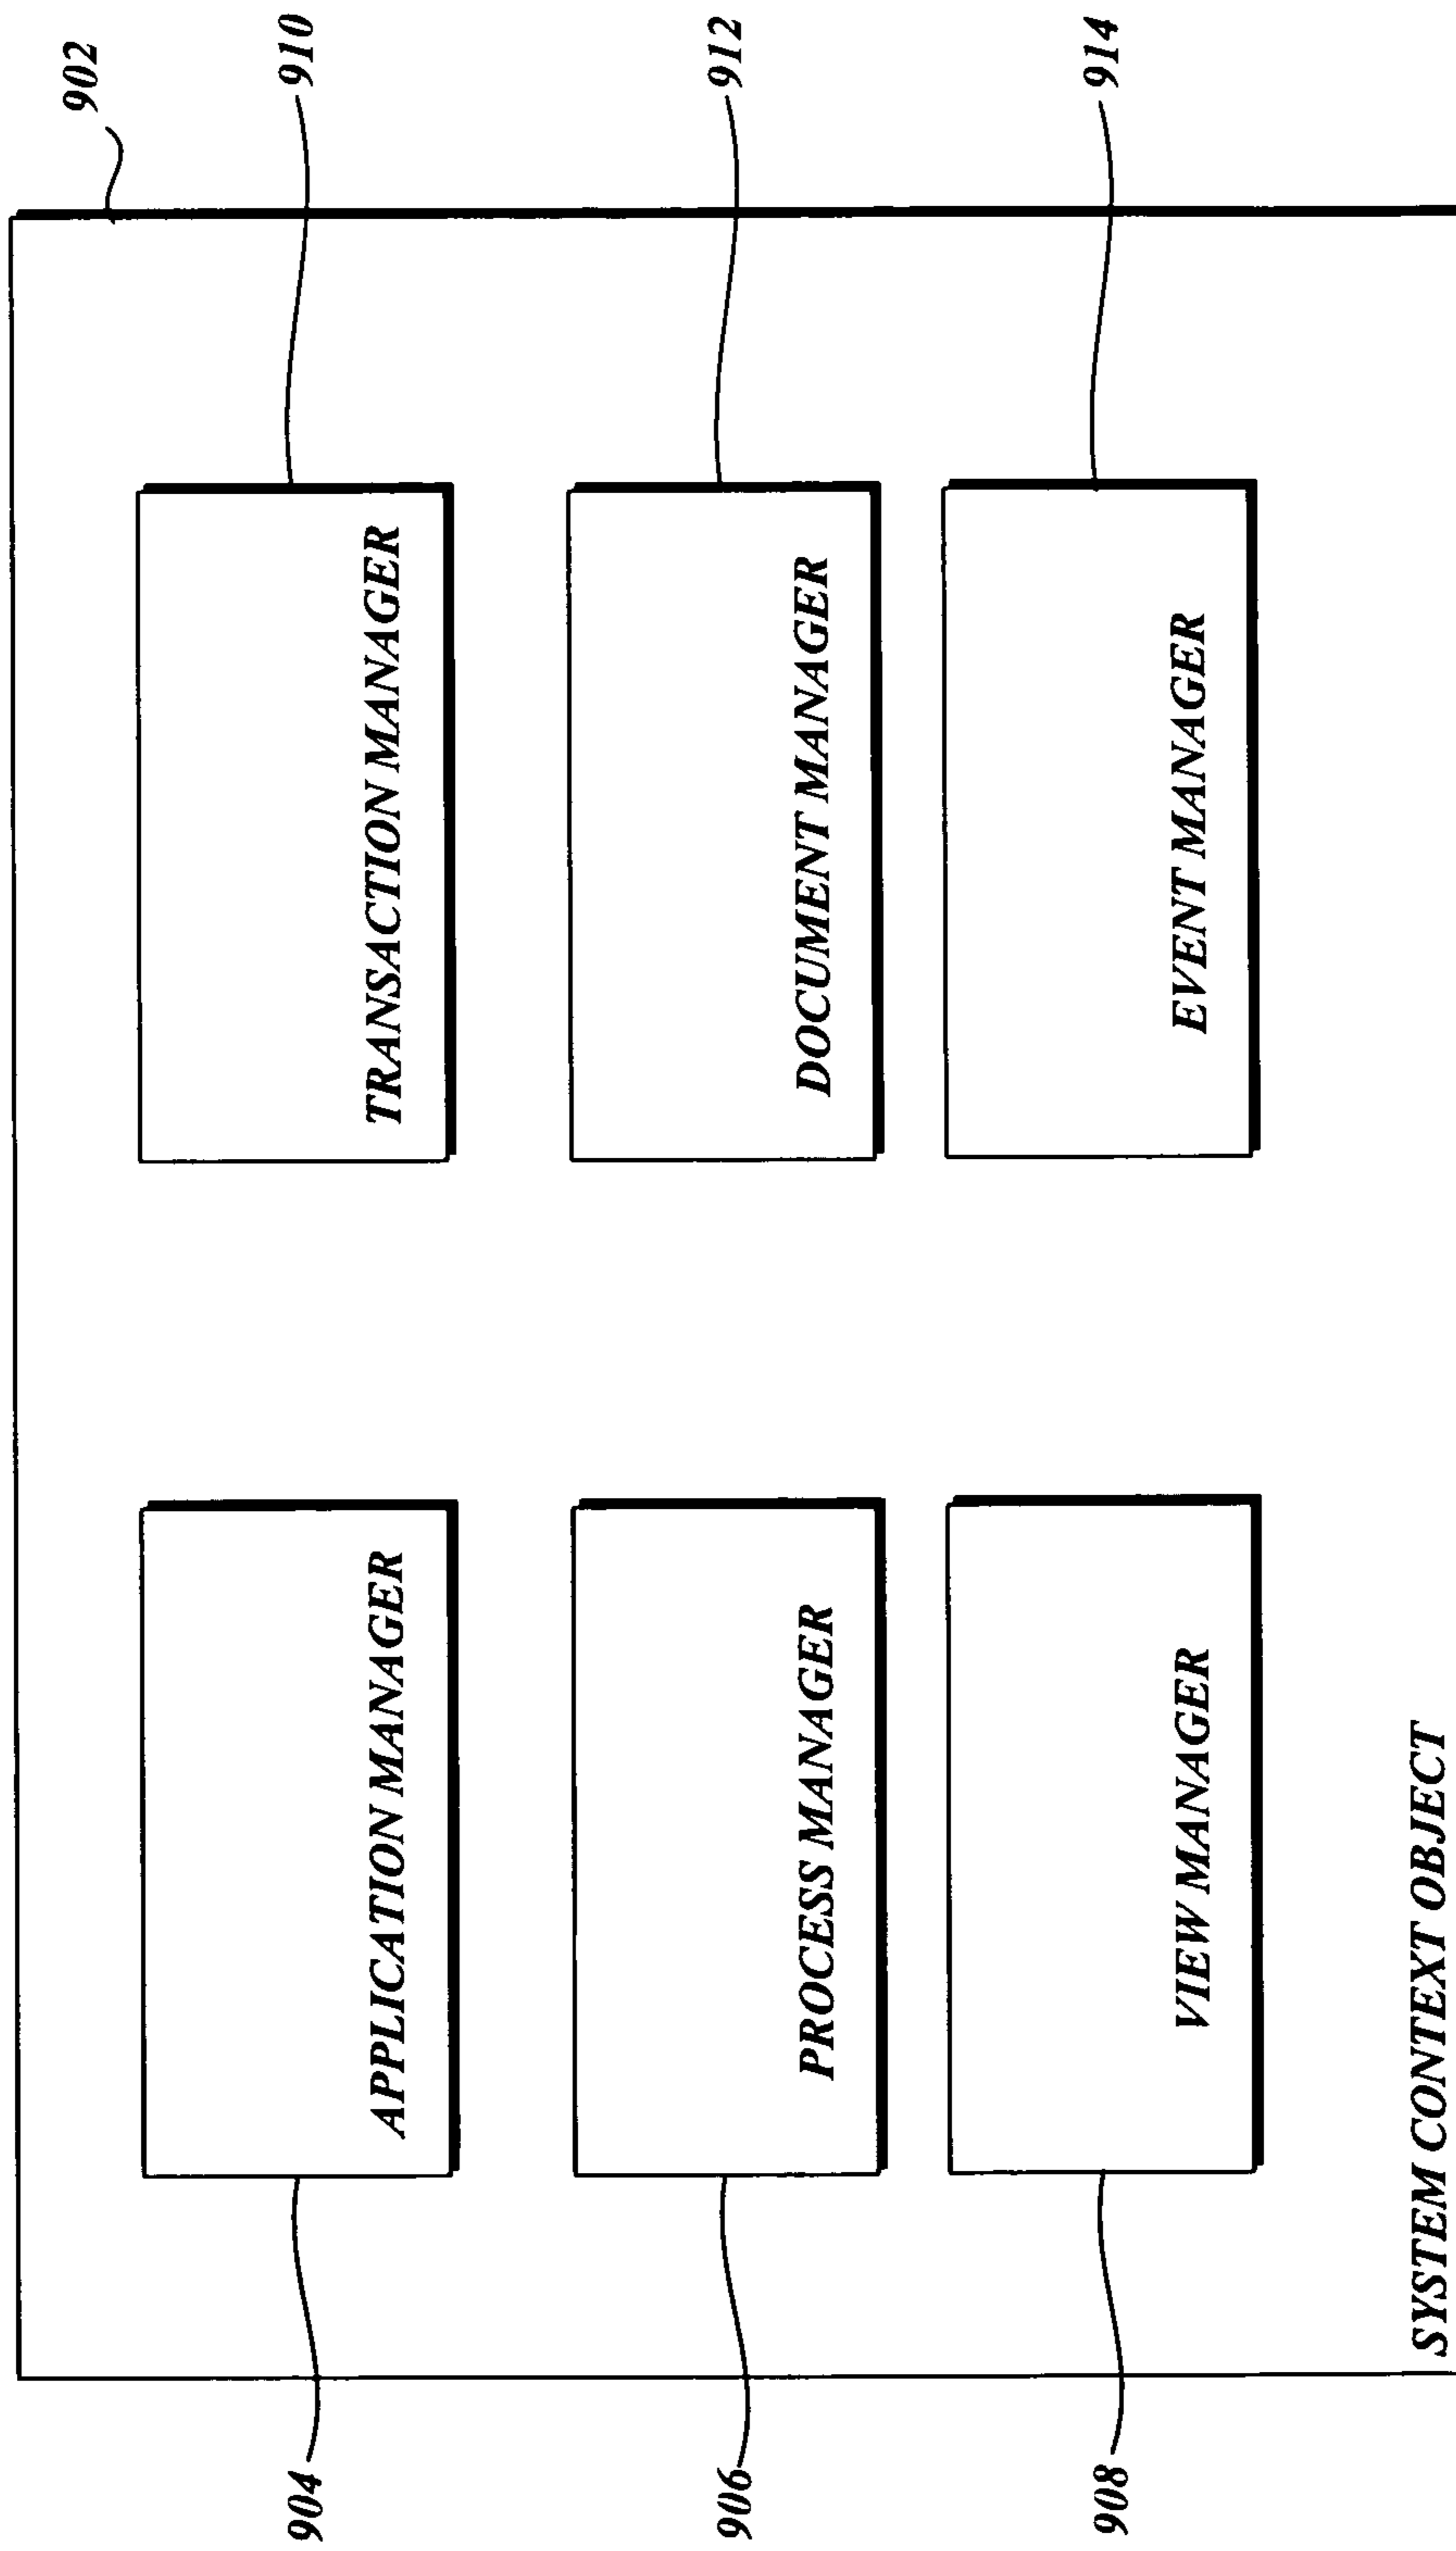 902
904
APPLICATION MANAGER
TRANSACTION MANAGER
910
906
PROCESS MANAGER
DOCUMENT MANAGER
912
908
VIEW MANAGER
EVENT MANAGER
914
SYSTEM CONTEXT OBJECT